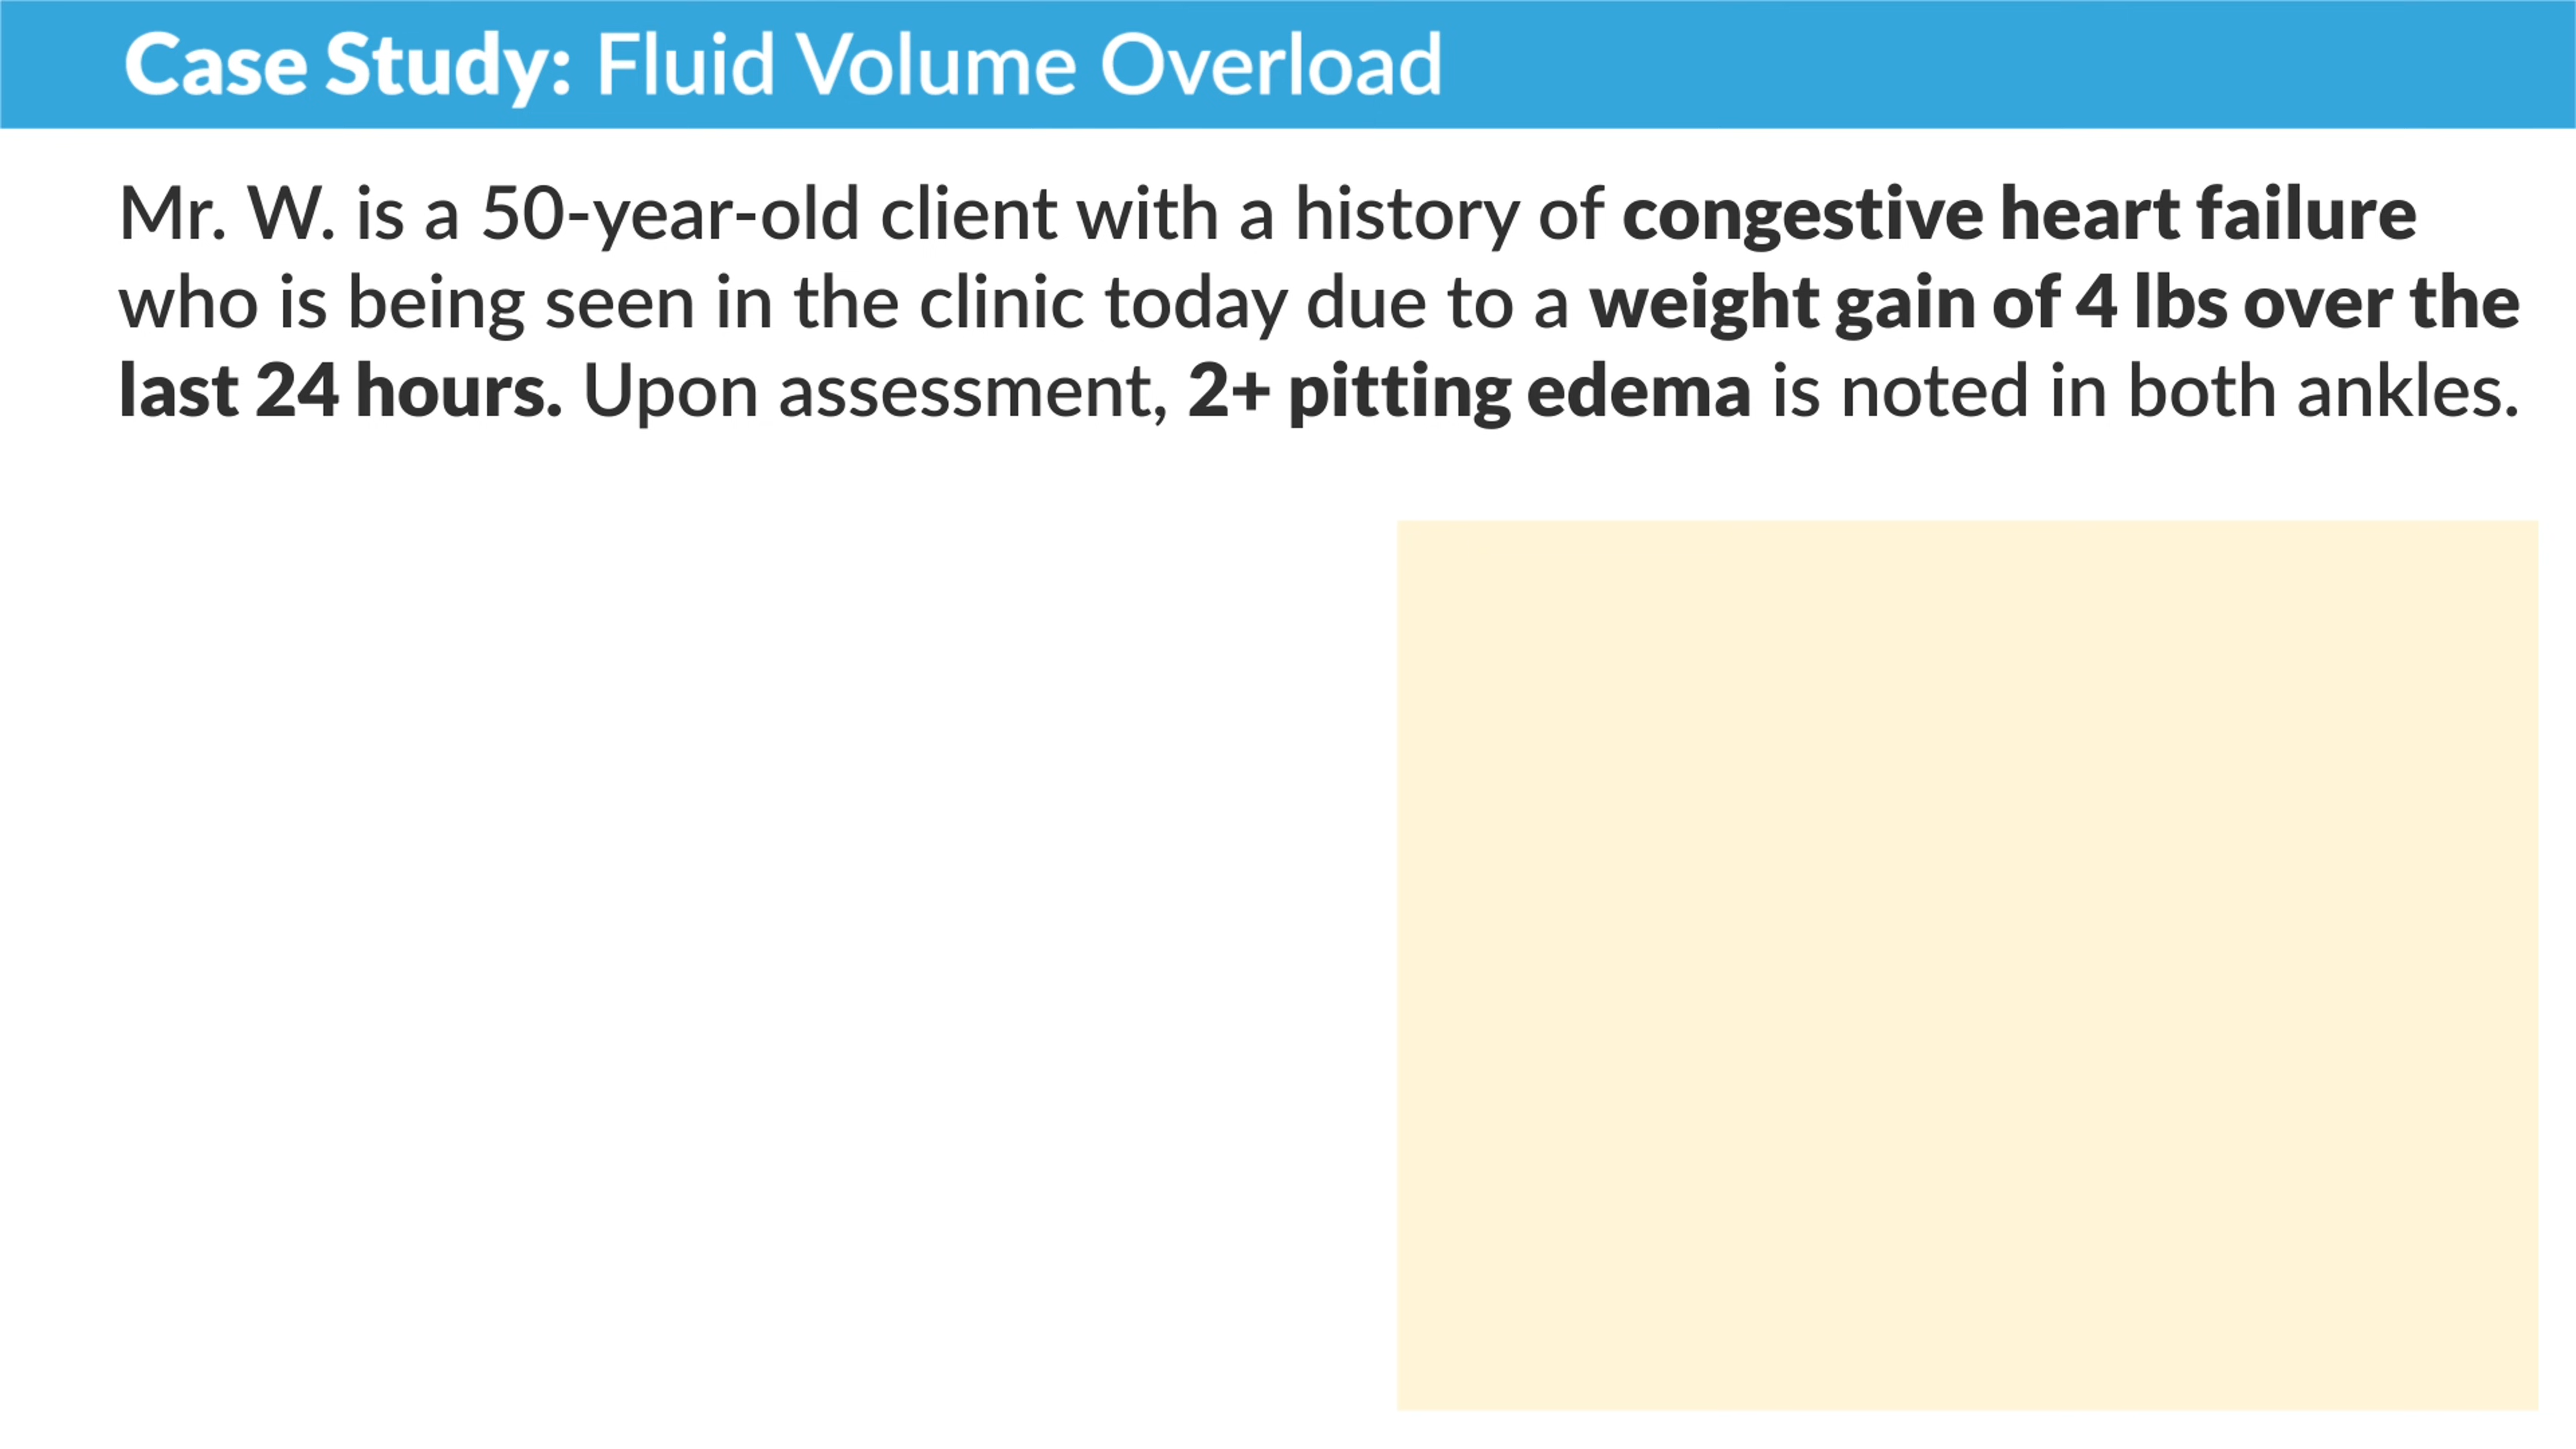 Case Study: Fluid Volume Overload
Mr. W. is a 50-year-old client with a history of congestive heart failure
who is being seen in the clinic today due to a weight gain of 4 lbs over the
last 24 hours. Upon assessment, 2+ pitting edema is noted in both ankles.